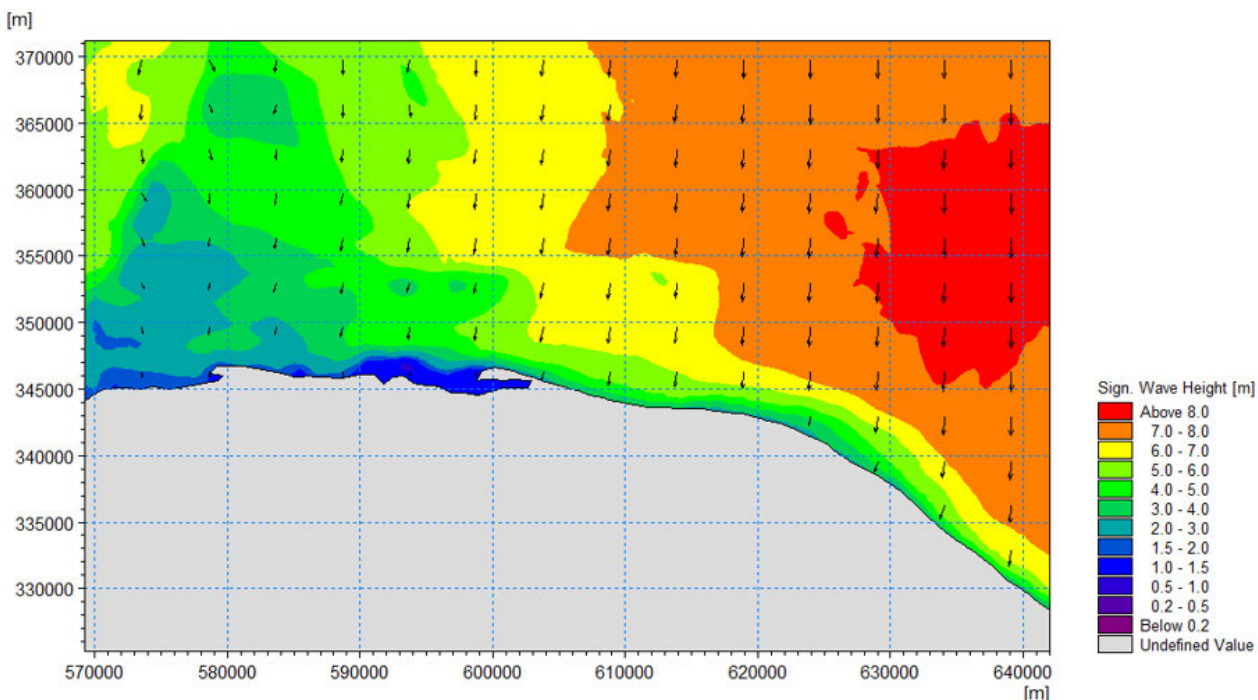 [m]
370000
365000
360000
355000
350000
345000
340000
335000
330000
570000 580000 590000 600000 610000 620000 630000 640000
[m]
Sign. Wave Height [m]
Above 8.0
7.0 - 8.0
6.0 - 7.0
5.0 - 6.0
4.0 - 5.0
3.0 - 4.0
2.0 - 3.0
1.5 - 2.0
1.0 - 1.5
0.5 - 1.0
0.2 - 0.5
Below 0.2
Undefined Value